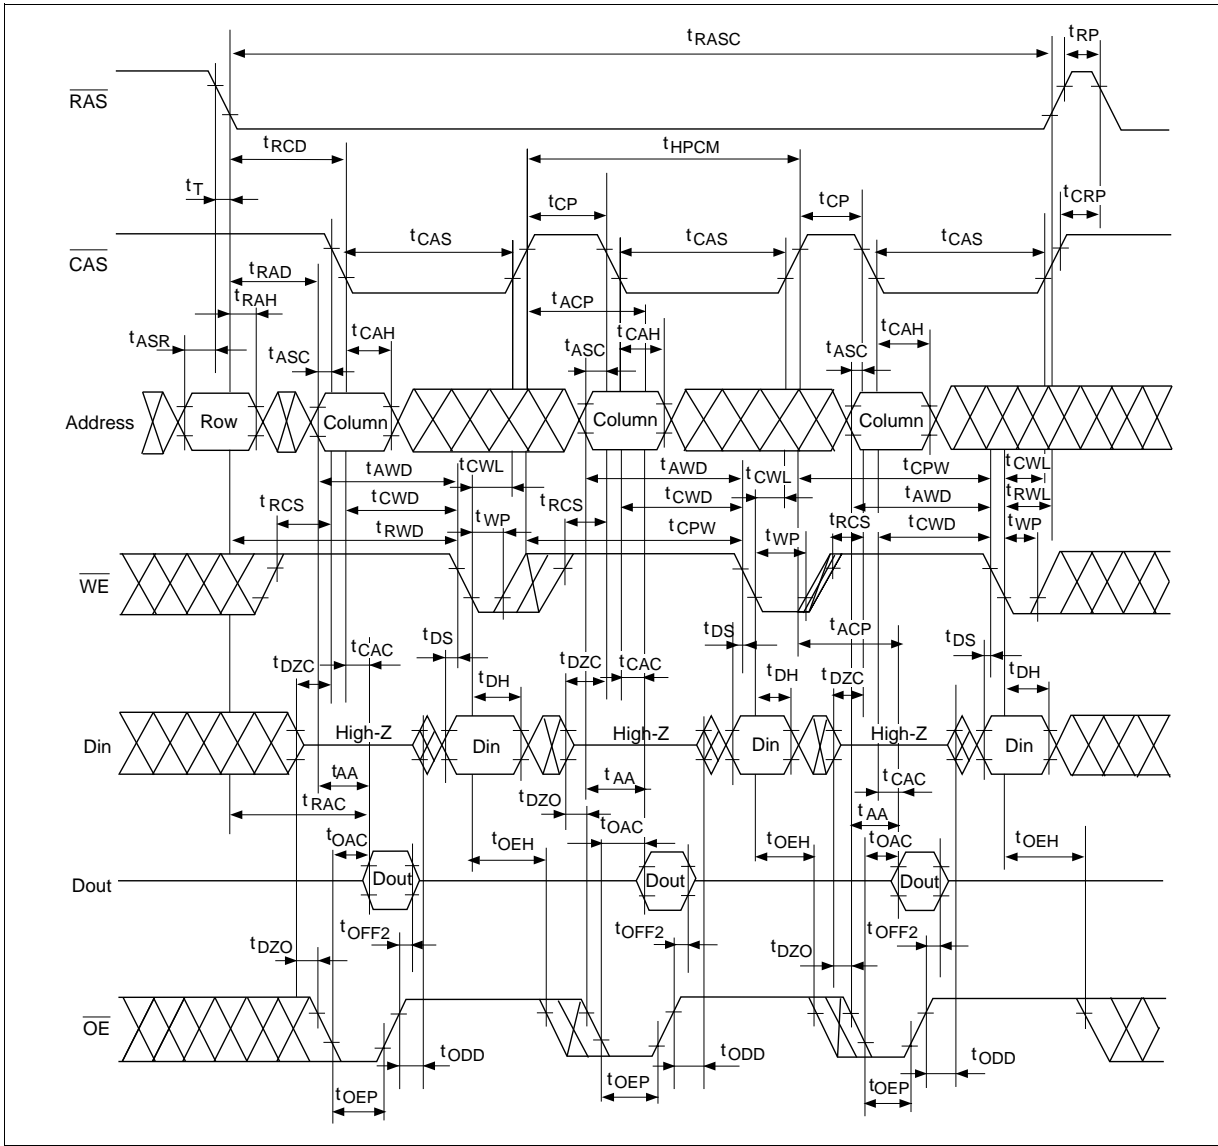 tRASC tRP
RAS
tRCD tHPCM
tT tCP tCP tCRP
CAS tCAS tCAS tCAS
tRAD
tRAH tACP
tASR tASC tCAH tASC tCAH tASC tCAH
Address Row Column Column Column
tAWD tCWL tAWD tCWL tCPW tCWL
tRCS tCWD tWP tRCS tCWD tAWD tRWL
tRWD tCPW tWP tRCS tCWD tWP
WE
tDS tDS tACP tDS
tDZC tCAC tDH tDZC tCAC tDH tDZC tDH
Din High-Z Din High-Z Din High-Z Din
tAA tAA tCAC
tRAC tDZO tAA
tOAC tOEH tOAC tOEH tOAC tOEH
Dout Dout Dout Dout
tDZO tOFF2 tOFF2 tDZO tOFF2
OE
tODD tODD tODD
tOEP tOEP tOEP